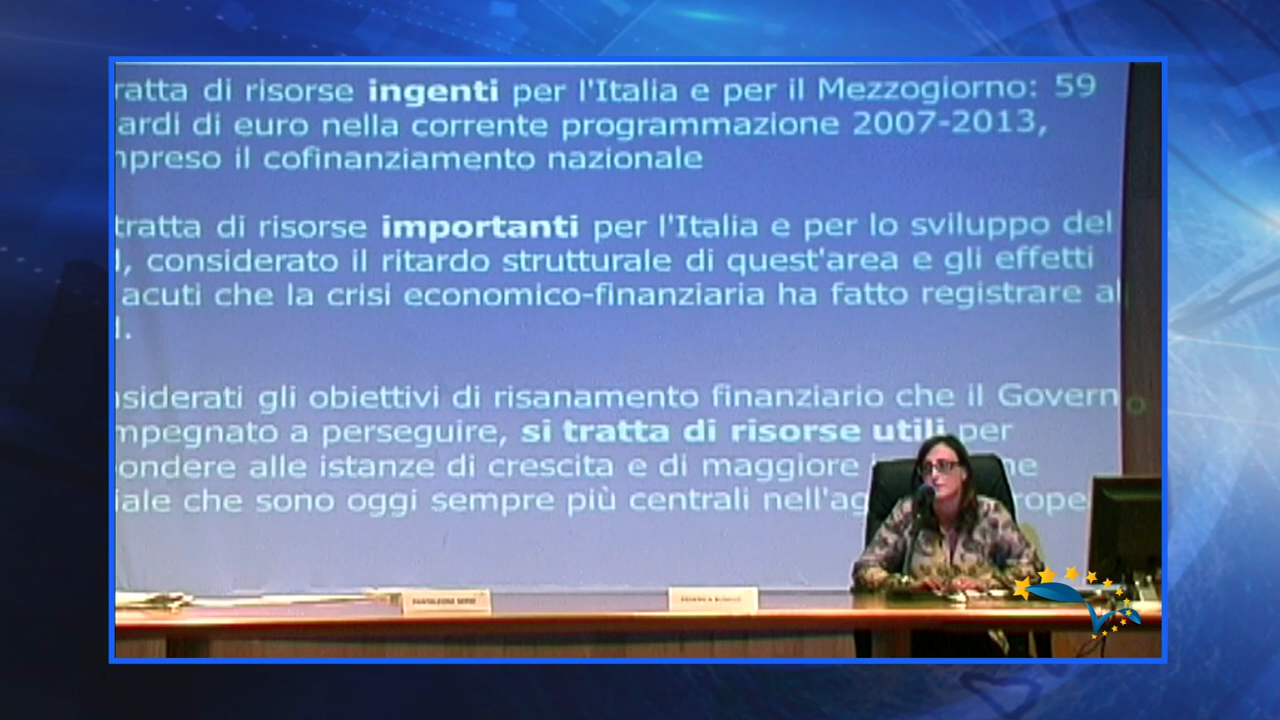 ratta di risorse ingenti per l'Italia e per il Mezzogiorno: 59
ardi di euro nella corrente programmazione 2007-2013,
mpreso il cofinanziamento nazionale
tratta di risorse importanti per l'Italia e per lo sviluppo del
, considerato il ritardo strutturale di quest'area e gli effetti
acuti che la crisi economico-finanziaria ha fatto registrare al
nsiderati gli obiettivi di risanamento finanziario che il Governo
mpegnato a perseguire, si tratta di risorse utili per
ondere alle istanze di crescita e di maggiore
iale che sono oggi sempre più centrali nell'ag